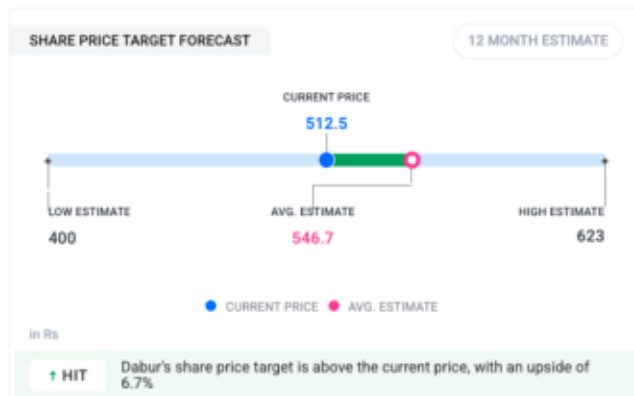 SHARE PRICE TARGET FORECAST
12 MONTH ESTIMATE
CURRENT PRICE
512.5
LOW ESTIMATE
AVG. ESTIMATE
HIGH ESTIMATE
400
546.7
623
CURRENT PRICE
AVG. ESTIMATE
in Rs
↑ HIT
Dabur's share price target is above the current price, with an upside of
6.7%